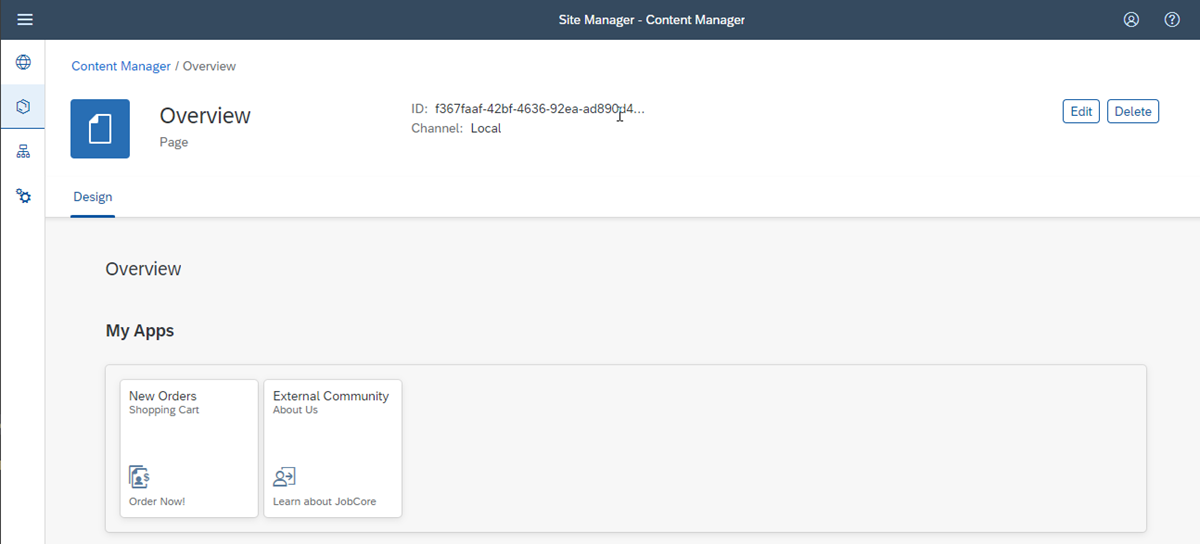 Site Manager - Content Manager
Content Manager / Overview
Overview
Page
ID: f367faaf-42bf-4636-92ea-ad890d4...
Channel: Local
Edit
Delete
Design
Overview
My Apps
New Orders
Shopping Cart
Order Now!
External Community
About Us
Learn about JobCore